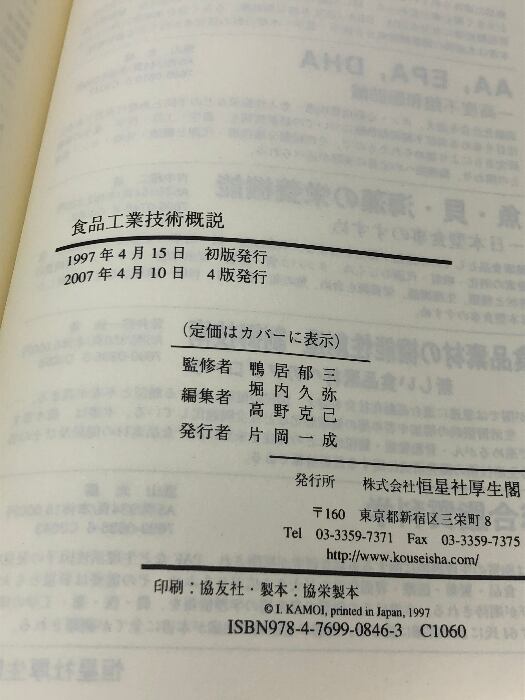 食品工業技術概説
1997年4月15日 初版発行
2007年4月10日 4版発行
(定価はカバーに表示)
監修者 鴨居郁三
編集者 堀内久弥
高野克己
発行者 片岡一成
発行所 株式会社恒星社厚生閣
〒160 東京都新宿区三栄町8
Tel 03-3359-7371 Fax 03-3359-7375
http://www.kouseisha.com/
印刷:協友社・製本:協栄製本
© I. KAMOI, printed in Japan, 1997
ISBN978-4-7699-0846-3 C1060